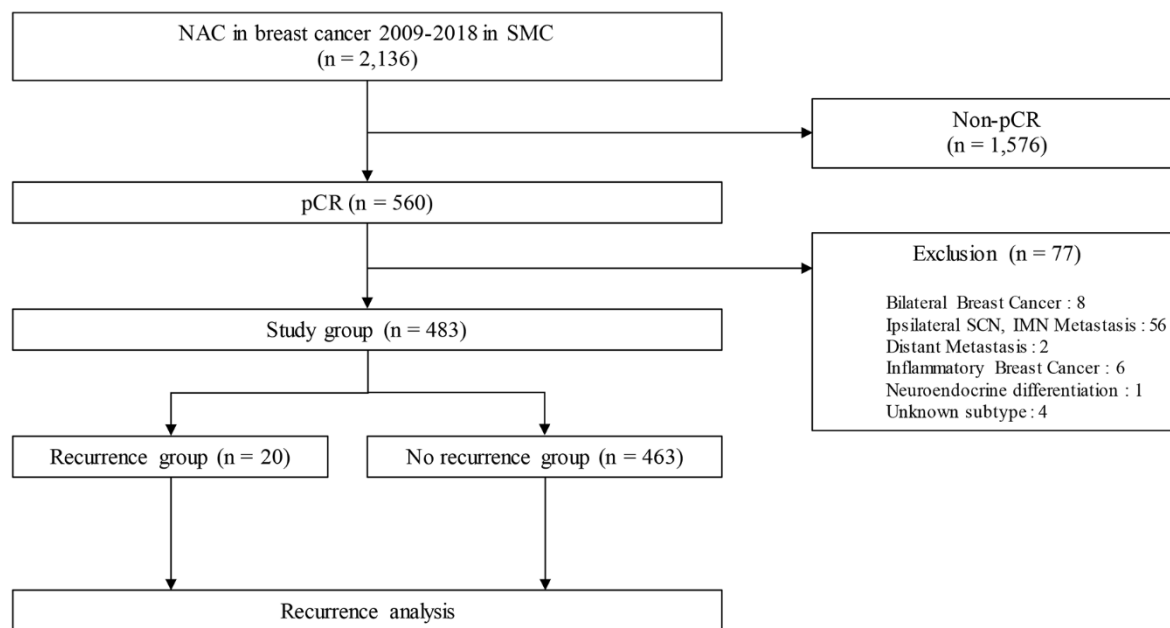 NAC in breast cancer 2009-2018 in SMC
(n = 2,136)
Non-pCR
(n = 1,576)
pCR (n = 560)
Exclusion (n = 77)
Bilateral Breast Cancer : 8
Ipsilateral SCN, IMN Metastasis : 56
Distant Metastasis : 2
Inflammatory Breast Cancer : 6
Neuroendocrine differentiation : 1
Unknown subtype : 4
Study group (n = 483)
Recurrence group (n = 20)
No recurrence group (n = 463)
Recurrence analysis